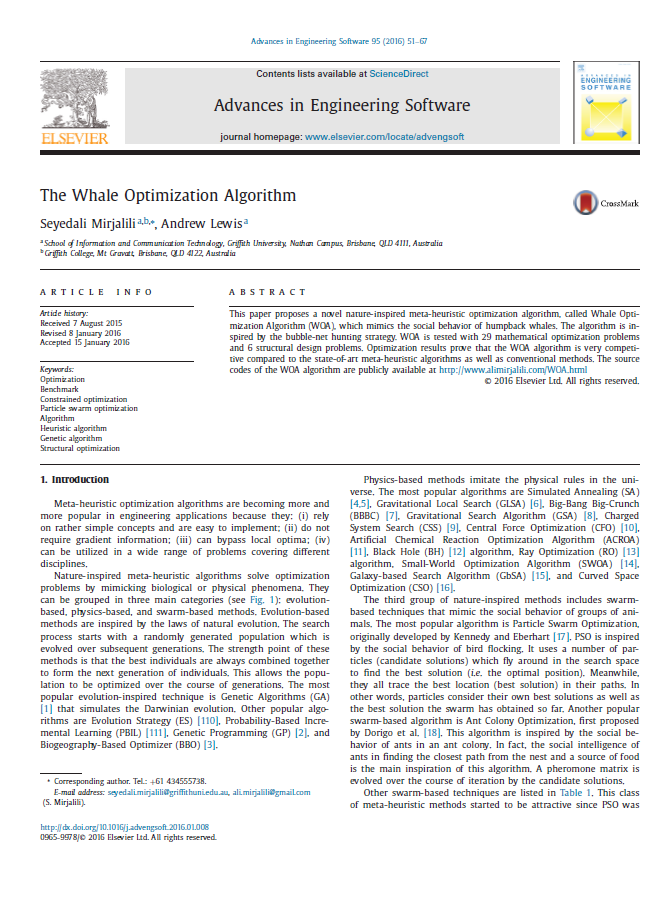 Advances in Engineering Software 95 (2016) 51–67
Contents lists available at ScienceDirect
Advances in Engineering Software
journal homepage: www.elsevier.com/locate/advengsoft
ELSEVIER
ENGINEERING
SOFTWARE
The Whale Optimization Algorithm
CrossMark
Seyedali Mirjalili a,b,*, Andrew Lewis a
a School of Information and Communication Technology, Griffith University, Nathan Campus, Brisbane, QLD 4111, Australia
b Griffith College, Mt Gravatt, Brisbane, QLD 4122, Australia
ARTICLE INFO
Article history:
Received 7 August 2015
Revised 8 January 2016
Accepted 15 January 2016
Keywords:
Optimization
Benchmark
Constrained optimization
Particle swarm optimization
Algorithm
Heuristic algorithm
Genetic algorithm
Structural optimization
ABSTRACT
This paper proposes a novel nature-inspired meta-heuristic optimization algorithm, called Whale Opti-
mization Algorithm (WOA), which mimics the social behavior of humpback whales. The algorithm is in-
spired by the bubble-net hunting strategy. WOA is tested with 29 mathematical optimization problems
and 6 structural design problems. Optimization results prove that the WOA algorithm is very competi-
tive compared to the state-of-art meta-heuristic algorithms as well as conventional methods. The source
codes of the WOA algorithm are publicly available at http://www.alimirjalili.com/WOA.html
© 2016 Elsevier Ltd. All rights reserved.
1. Introduction
Meta-heuristic optimization algorithms are becoming more and
more popular in engineering applications because they: (i) rely
on rather simple concepts and are easy to implement; (ii) do not
require gradient information; (iii) can bypass local optima; (iv)
can be utilized in a wide range of problems covering different
disciplines.
Nature-inspired meta-heuristic algorithms solve optimization
problems by mimicking biological or physical phenomena. They
can be grouped in three main categories (see Fig. 1): evolution-
based, physics-based, and swarm-based methods. Evolution-based
methods are inspired by the laws of natural evolution. The search
process starts with a randomly generated population which is
evolved over subsequent generations. The strength point of these
methods is that the best individuals are always combined together
to form the next generation of individuals. This allows the popu-
lation to be optimized over the course of generations. The most
popular evolution-inspired technique is Genetic Algorithms (GA)
[1] that simulates the Darwinian evolution. Other popular algo-
rithms are Evolution Strategy (ES) [110], Probability-Based Incre-
mental Learning (PBIL) [111], Genetic Programming (GP) [2], and
Biogeography-Based Optimizer (BBO) [3].
* Corresponding author. Tel.: +61 434555738.
E-mail address: seyedali.mirjalili@griffithuni.edu.au, ali.mirjalili@gmail.com
(S. Mirjalili).
Physics-based methods imitate the physical rules in the uni-
verse. The most popular algorithms are Simulated Annealing (SA)
[4,5], Gravitational Local Search (GLSA) [6], Big-Bang Big-Crunch
(BBBC) [7], Gravitational Search Algorithm (GSA) [8], Charged
System Search (CSS) [9], Central Force Optimization (CFO) [10],
Artificial Chemical Reaction Optimization Algorithm (ACROA)
[11], Black Hole (BH) [12] algorithm, Ray Optimization (RO) [13]
algorithm, Small-World Optimization Algorithm (SWOA) [14],
Galaxy-based Search Algorithm (GbSA) [15], and Curved Space
Optimization (CSO) [16].
The third group of nature-inspired methods includes swarm-
based techniques that mimic the social behavior of groups of ani-
mals. The most popular algorithm is Particle Swarm Optimization,
originally developed by Kennedy and Eberhart [17]. PSO is inspired
by the social behavior of bird flocking. It uses a number of par-
ticles (candidate solutions) which fly around in the search space
to find the best solution (i.e. the optimal position). Meanwhile,
they all trace the best location (best solution) in their paths. In
other words, particles consider their own best solutions as well as
the best solution the swarm has obtained so far. Another popular
swarm-based algorithm is Ant Colony Optimization, first proposed
by Dorigo et al. [18]. This algorithm is inspired by the social be-
havior of ants in an ant colony. In fact, the social intelligence of
ants in finding the closest path from the nest and a source of food
is the main inspiration of this algorithm. A pheromone matrix is
evolved over the course of iteration by the candidate solutions.
Other swarm-based techniques are listed in Table 1. This class
of meta-heuristic methods started to be attractive since PSO was
http://dx.doi.org/10.1016/j.advengsoft.2016.01.008
0965-9978/© 2016 Elsevier Ltd. All rights reserved.